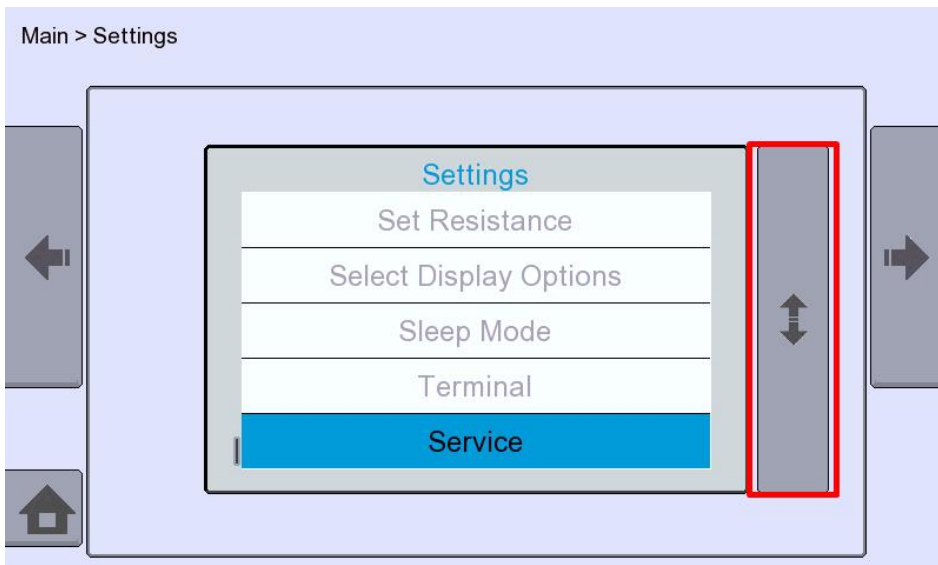 Main > Settings
Settings
Set Resistance
Select Display Options
Sleep Mode
Terminal
Service